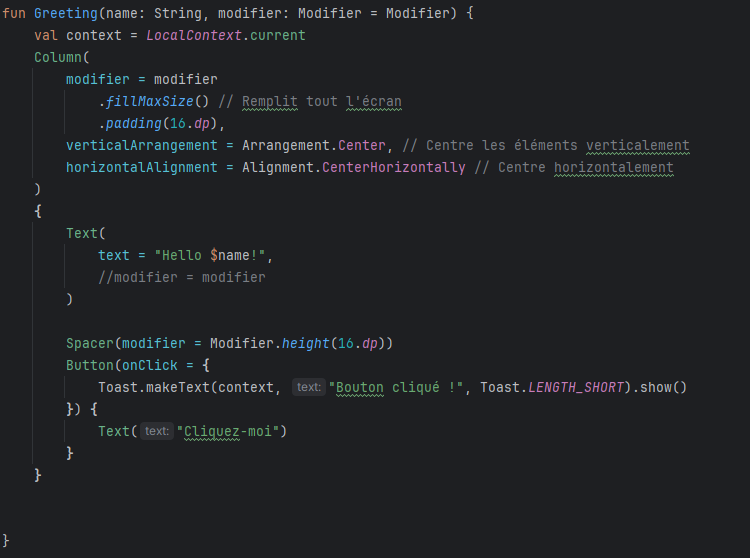 fun Greeting(name: String, modifier: Modifier = Modifier) {
    val context = LocalContext.current
    Column(
        modifier = modifier
            .fillMaxSize() // Remplit tout l'écran
            .padding(16.dp),
        verticalArrangement = Arrangement.Center, // Centre les éléments verticalement
        horizontalAlignment = Alignment.CenterHorizontally // Centre horizontalement
    )
    {
        Text(
            text = "Hello $name!",
            //modifier = modifier
        )

        Spacer(modifier = Modifier.height(16.dp))
        Button(onClick = {
            Toast.makeText(context, text: "Bouton cliqué !", Toast.LENGTH_SHORT).show()
        }) {
            Text( text: "Cliquez-moi")
        }
    }


}